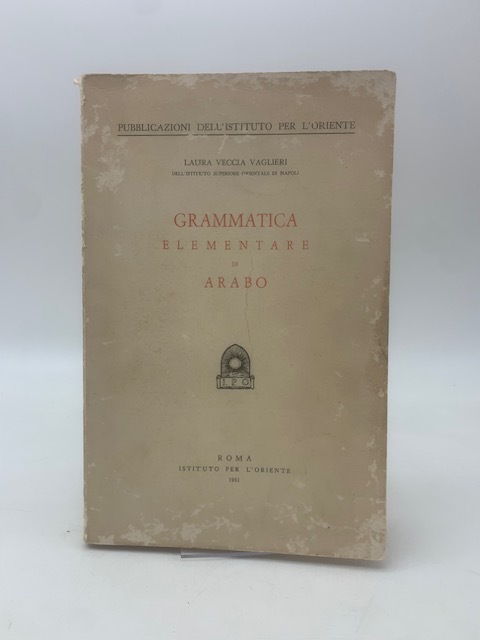 PUBBLICAZIONI DELL'ISTITUTO PER L'ORIENTE
LAURA VECCIA VAGLIERI
DELL'ISTITUTO SUPERIORE ORIENTALE DI NAPOLI
GRAMMATICA
ELEMENTARE
DI
ARABO
I.P.O
ROMA
ISTITUTO PER L'ORIENTE